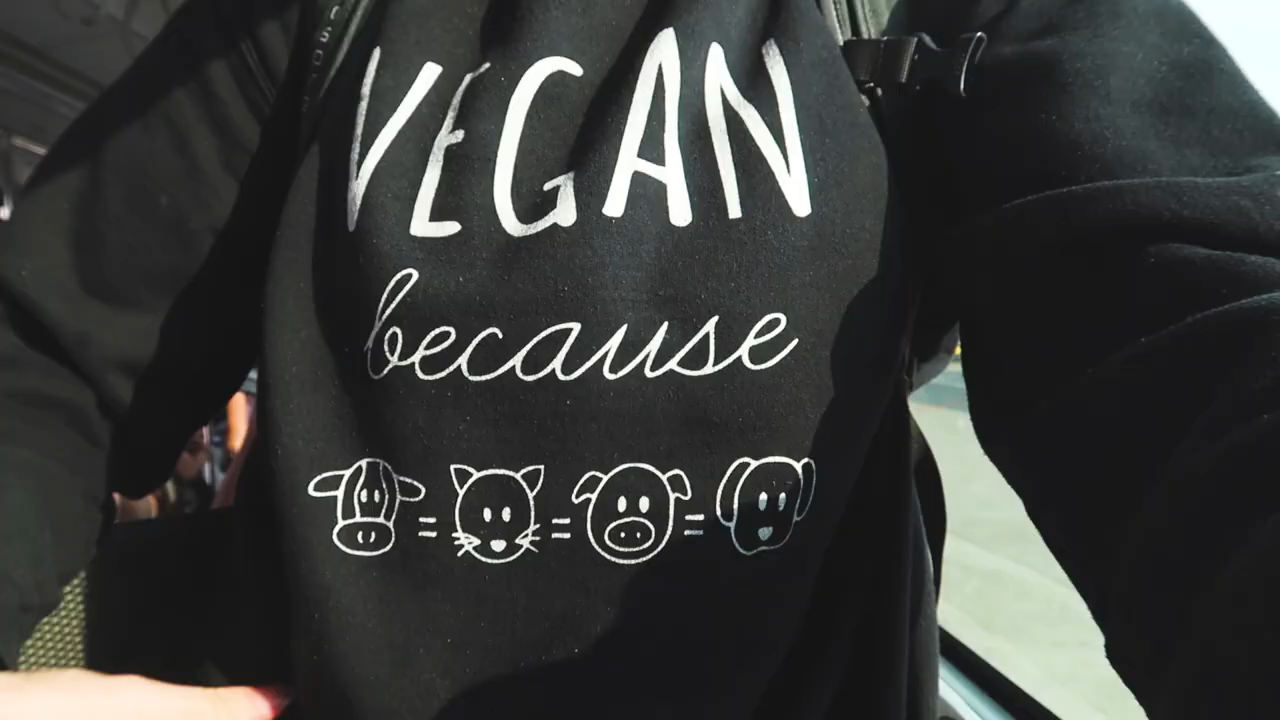 VEGAN
because
= = =